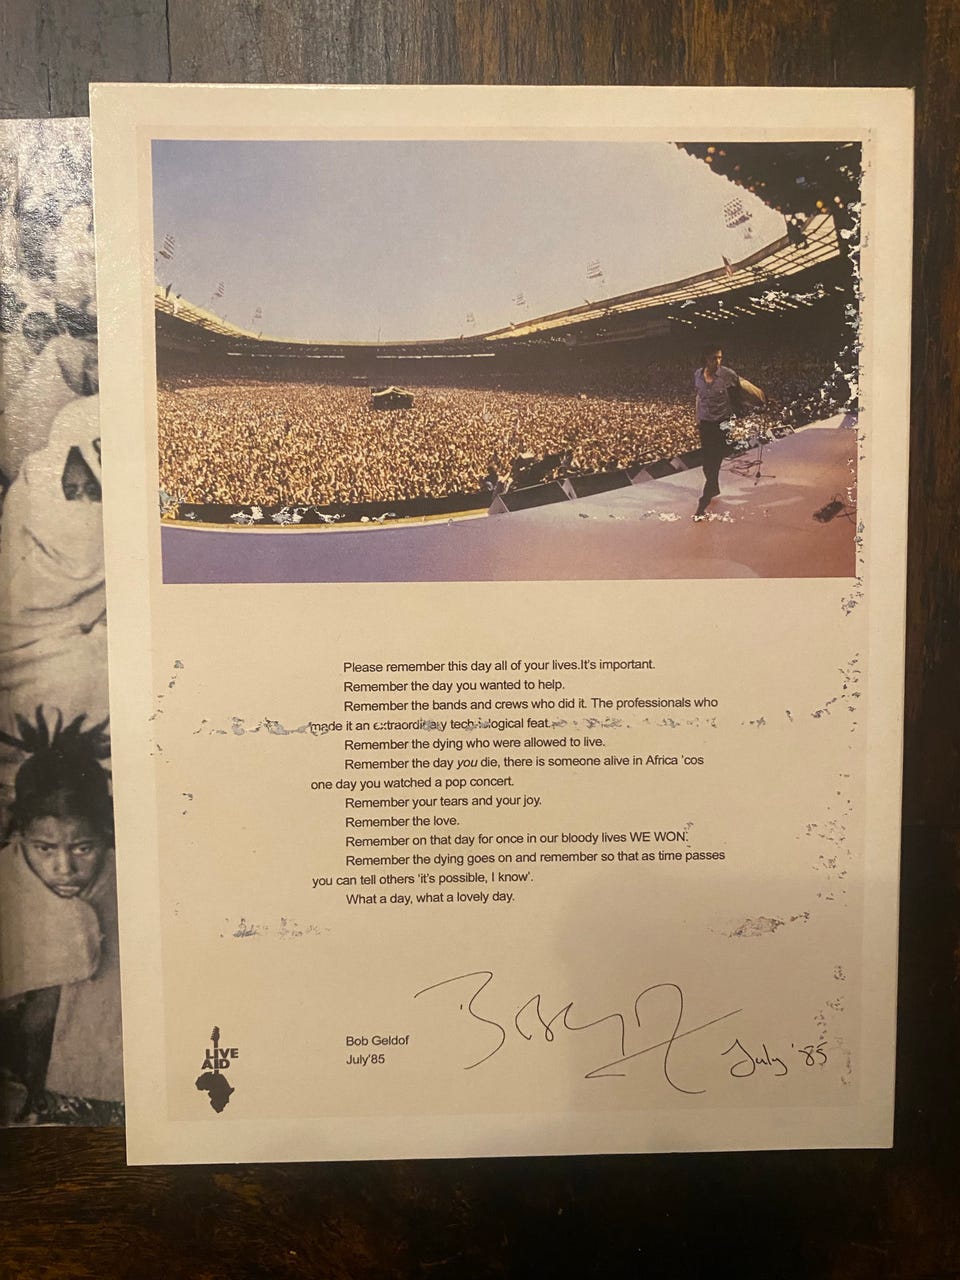 Please remember this day all of your lives.It's important.
Remember the day you wanted to help.
Remember the bands and crews who did it. The professionals who
made it an extraordinary technological feat.
Remember the dying who were allowed to live.
Remember the day you die, there is someone alive in Africa 'cos
one day you watched a pop concert.
Remember your tears and your joy.
Remember the love.
Remember on that day for once in our bloody lives WE WON.
Remember the dying goes on and remember so that as time passes
you can tell others 'it's possible, I know'.
What a day, what a lovely day.
LIVE
AID
Bob Geldof
July'85
July '85